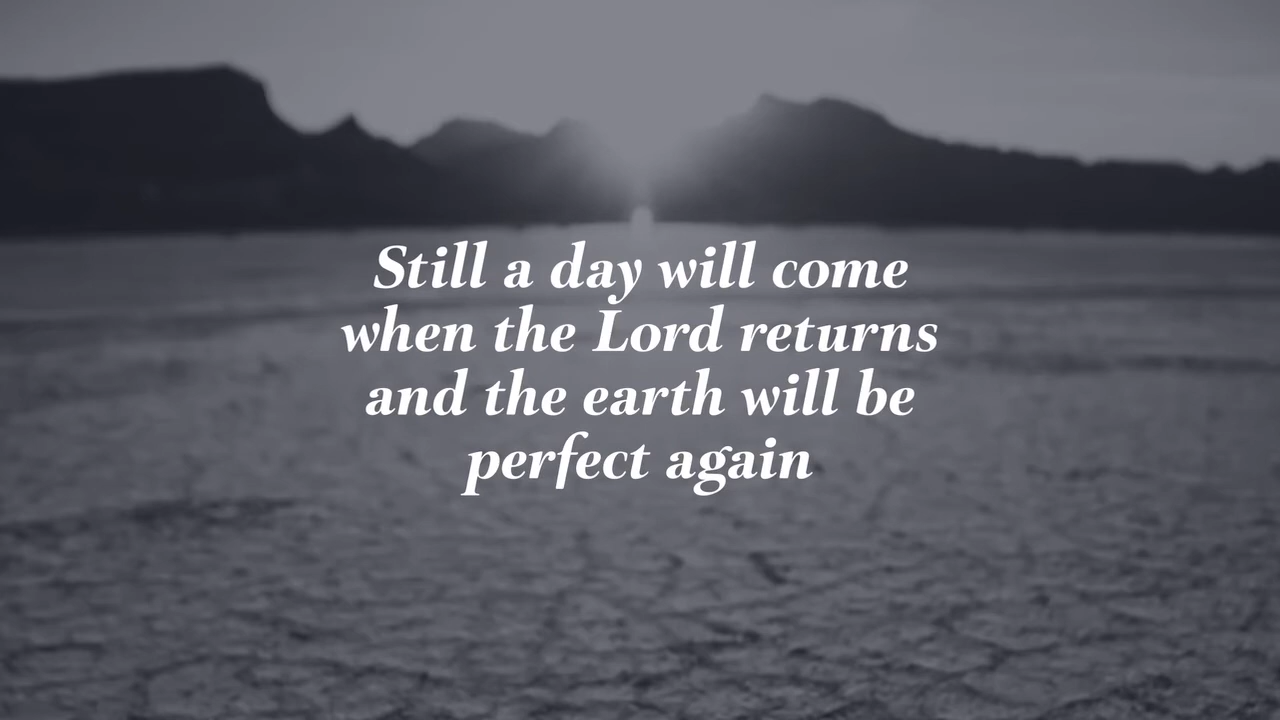 Still a day will come
when the Lord returns
and the earth will be
perfect again